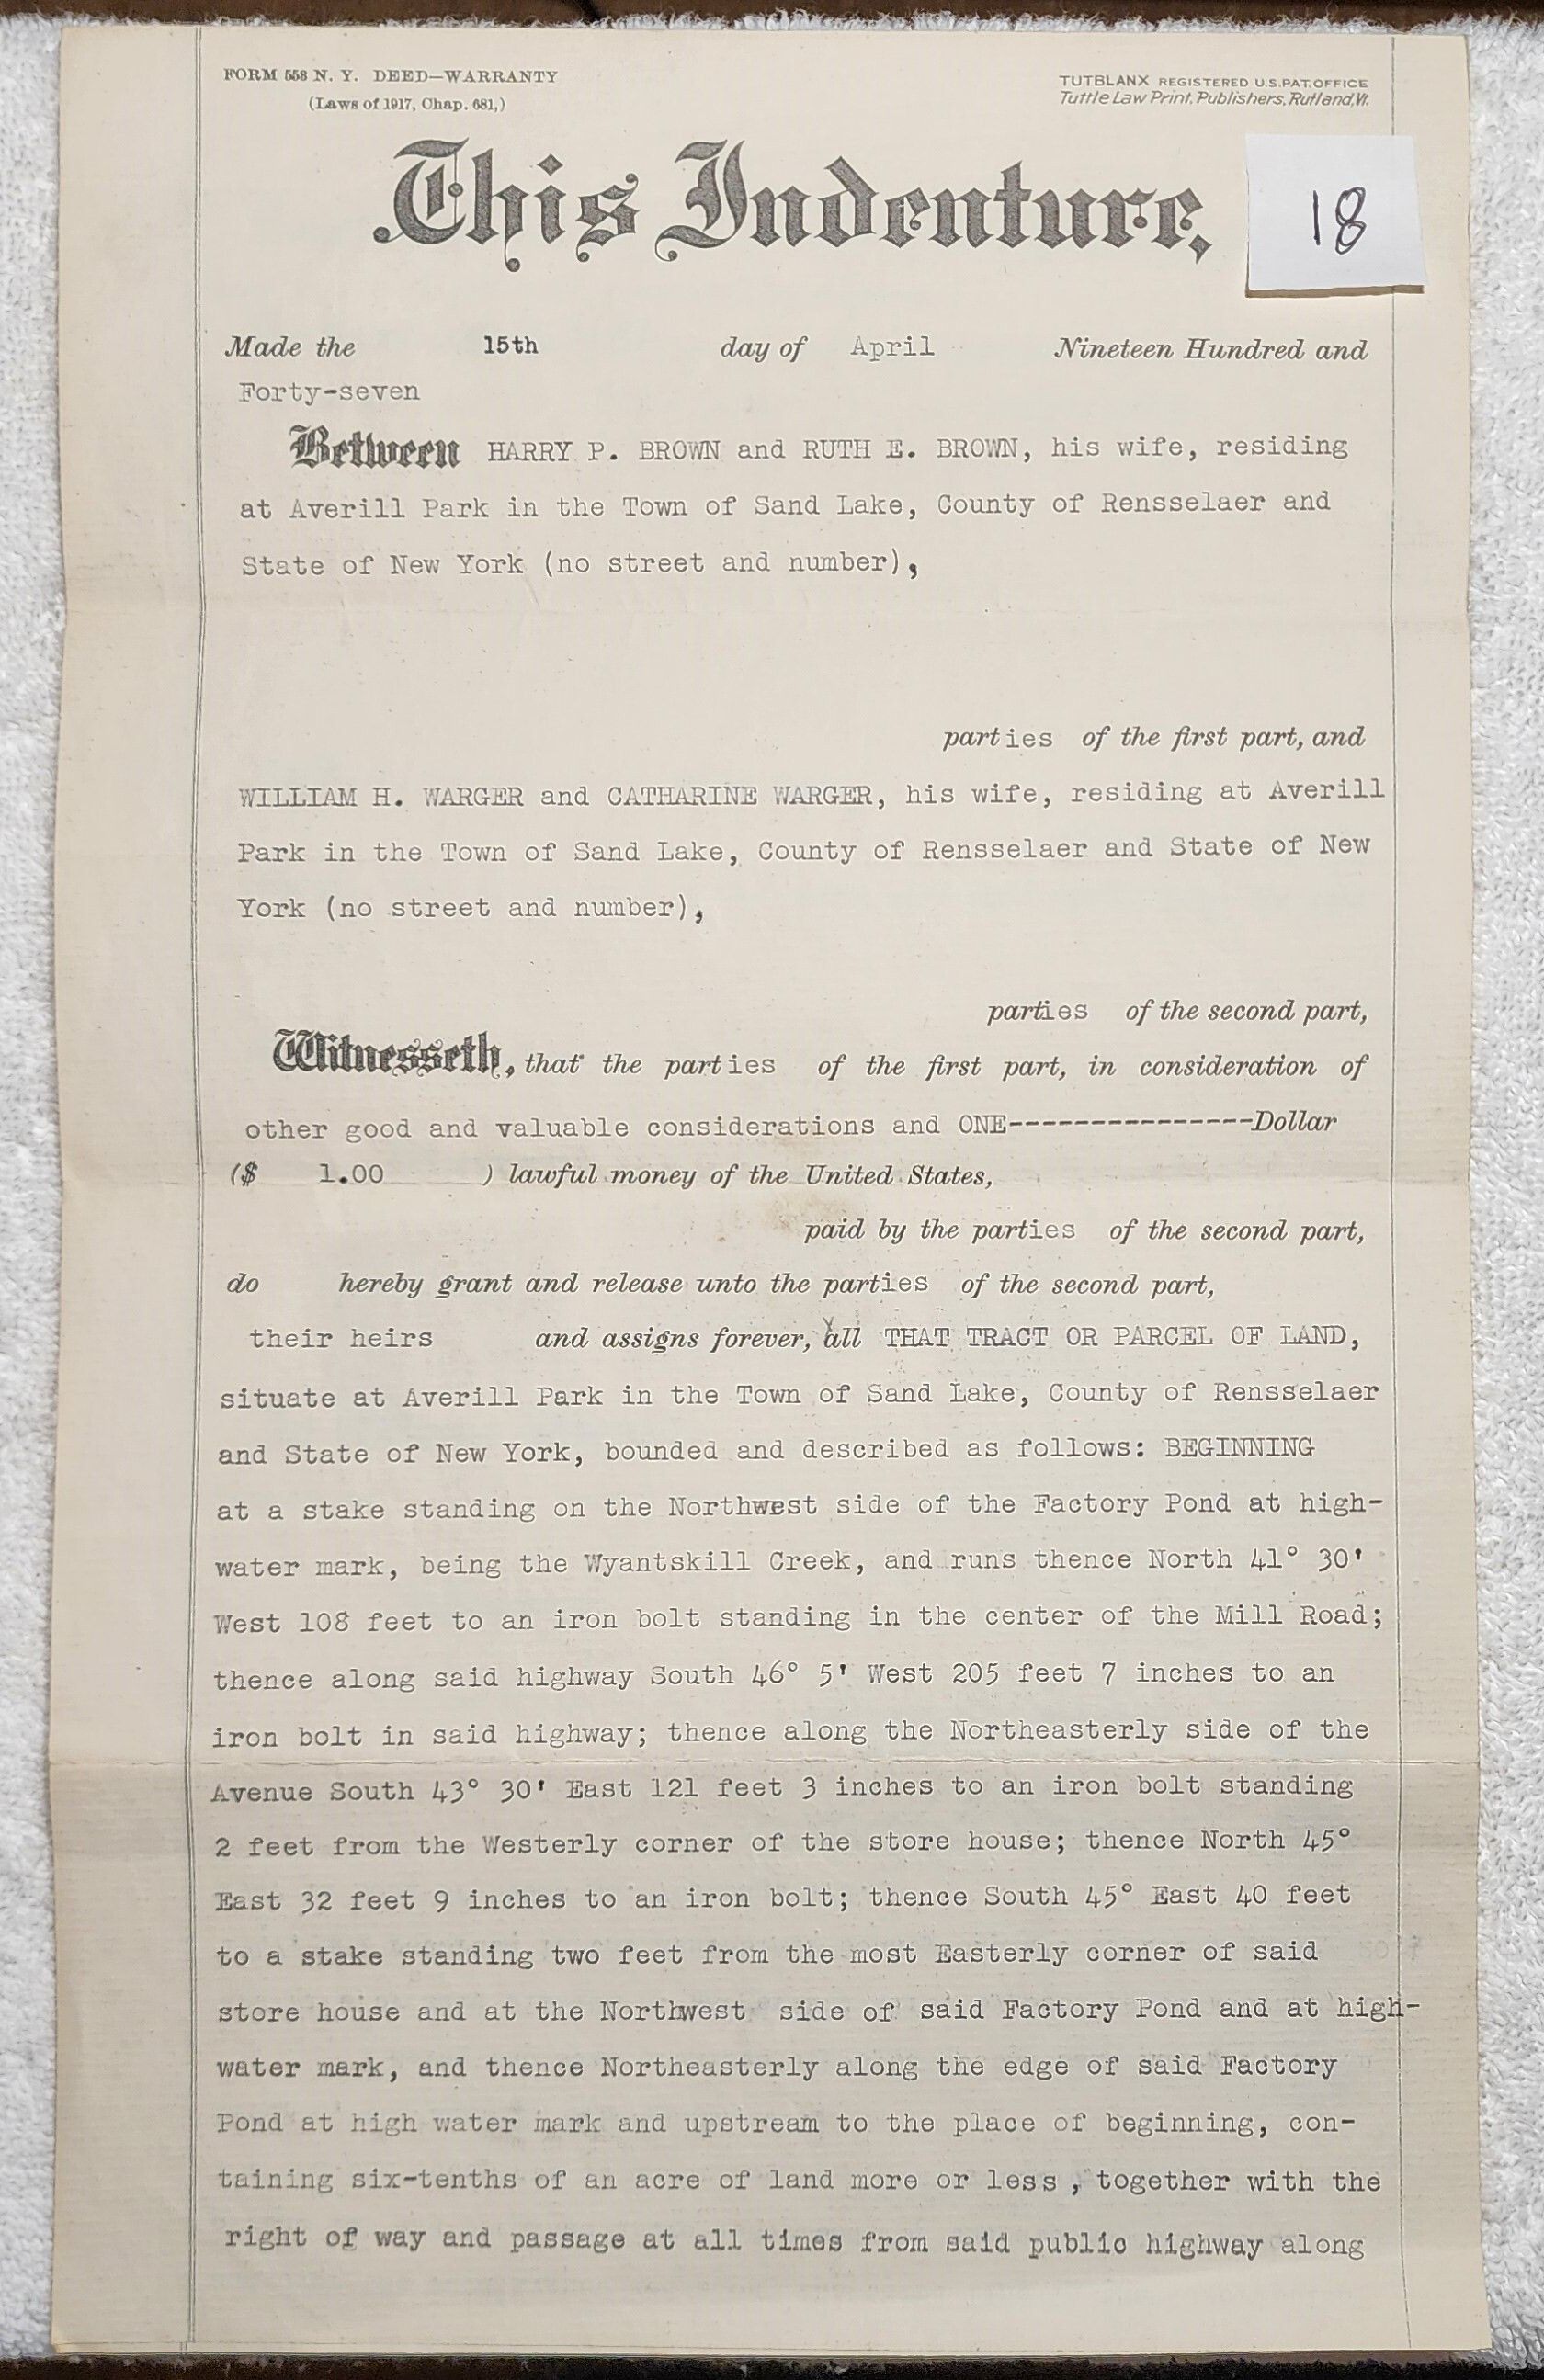 FORM 558 N. Y. DEED—WARRANTY
(Laws of 1917, Chap. 681,)
TUTBLANX REGISTERED U.S.PAT.OFFICE
Tuttle Law Print, Publishers, Rutland, Vt.
This Indenture,
18
Made the 15th day of April Nineteen Hundred and
Forty-seven
Between HARRY P. BROWN and RUTH E. BROWN, his wife, residing
at Averill Park in the Town of Sand Lake, County of Rensselaer and
State of New York (no street and number),
parties of the first part, and
WILLIAM H. WARGER and CATHARINE WARGER, his wife, residing at Averill
Park in the Town of Sand Lake, County of Rensselaer and State of New
York (no street and number),
parties of the second part,
Witnesseth, that the parties of the first part, in consideration of
other good and valuable considerations and ONE---------------Dollar
($ 1.00 ) lawful money of the United States,
paid by the parties of the second part,
do hereby grant and release unto the parties of the second part,
their heirs and assigns forever, all THAT TRACT OR PARCEL OF LAND,
situate at Averill Park in the Town of Sand Lake, County of Rensselaer
and State of New York, bounded and described as follows: BEGINNING
at a stake standing on the Northwest side of the Factory Pond at high-
water mark, being the Wyantskill Creek, and runs thence North 41° 30'
West 108 feet to an iron bolt standing in the center of the Mill Road;
thence along said highway South 46° 5' West 205 feet 7 inches to an
iron bolt in said highway; thence along the Northeasterly side of the
Avenue South 43° 30' East 121 feet 3 inches to an iron bolt standing
2 feet from the Westerly corner of the store house; thence North 45°
East 32 feet 9 inches to an iron bolt; thence South 45° East 40 feet
to a stake standing two feet from the most Easterly corner of said
store house and at the Northwest side of said Factory Pond and at high-
water mark, and thence Northeasterly along the edge of said Factory
Pond at high water mark and upstream to the place of beginning, con-
taining six-tenths of an acre of land more or less , together with the
right of way and passage at all times from said public highway along